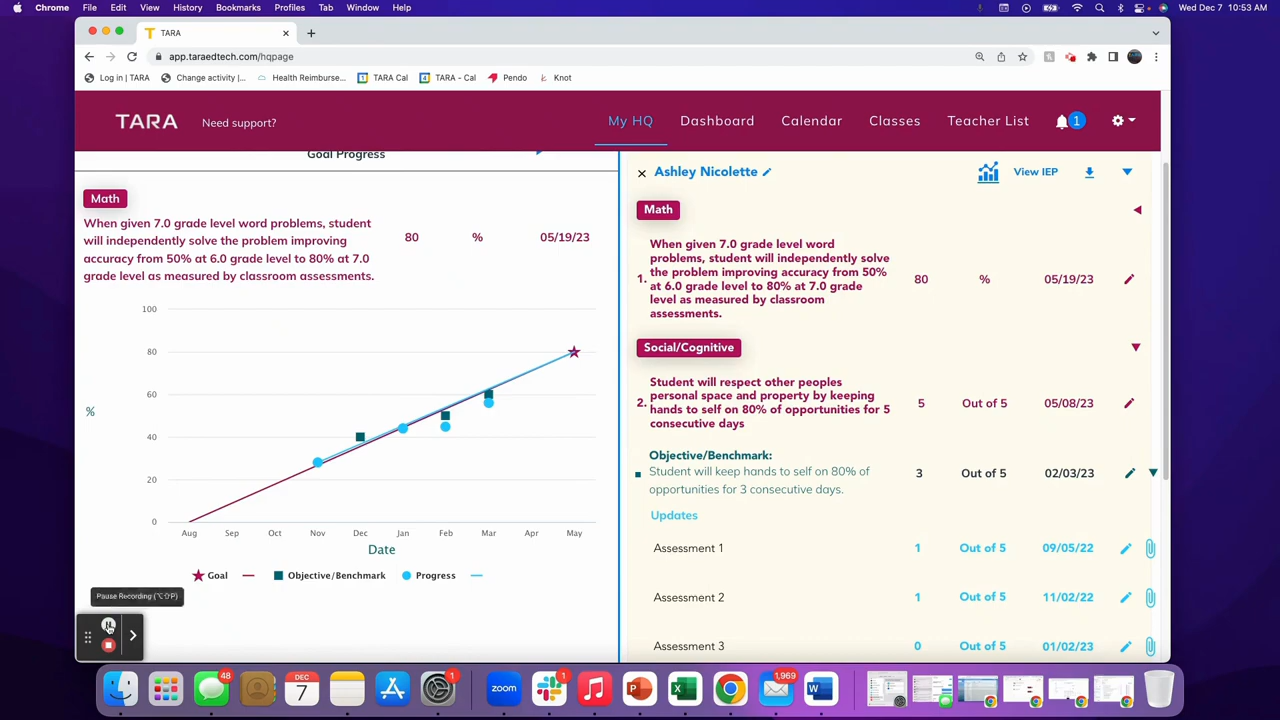 Chrome File Edit View History Bookmarks Profiles Tab Window Help Wed Dec 7 10:53 AM
TARA
app.taraedtech.com/hqpage
Log in | TARA Change activity |... Health Reimburse... TARA Cal TARA - Cal Pendo Knot
TARA Need support? My HQ Dashboard Calendar Classes Teacher List 1
Goal Progress
Math
When given 7.0 grade level word problems, student
will independently solve the problem improving
accuracy from 50% at 6.0 grade level to 80% at 7.0
grade level as measured by classroom assessments.
80 % 05/19/23
100
80
60
%
40
20
0
Aug Sep Oct Nov Dec Jan Feb Mar Apr May
Date
Goal Objective/Benchmark Progress
Pause Recording (⌥⇧P)
Ashley Nicolette View IEP
Math
When given 7.0 grade level word
problems, student will independently solve
the problem improving accuracy from 50%
1. at 6.0 grade level to 80% at 7.0 grade 80 % 05/19/23
level as measured by classroom
assessments.
Social/Cognitive
Student will respect other peoples
personal space and property by keeping
2. hands to self on 80% of opportunities for 5 5 Out of 5 05/08/23
consecutive days
Objective/Benchmark:
Student will keep hands to self on 80% of 3 Out of 5 02/03/23
opportunities for 3 consecutive days.
Updates
Assessment 1 1 Out of 5 09/05/22
Assessment 2 1 Out of 5 11/02/22
Assessment 3 0 Out of 5 01/02/23
48 DEC 7 1 zoom 1 1,969